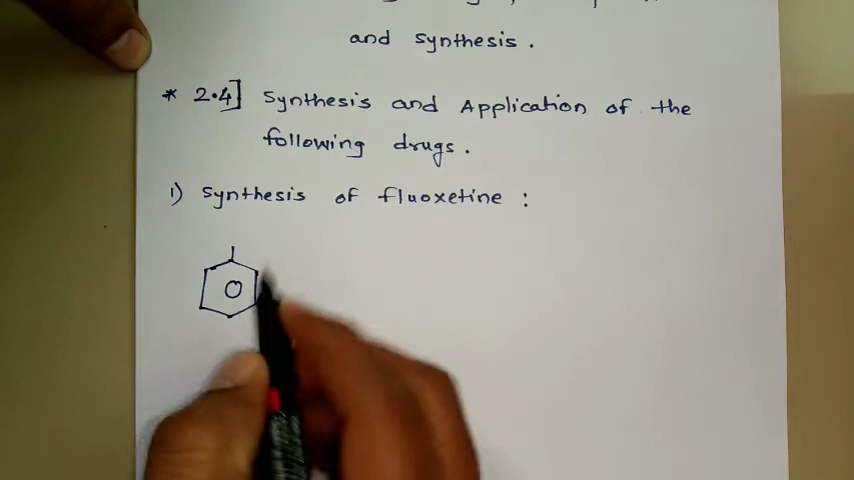 and synthesis.
* 2.4] Synthesis and Application of the
following drugs.
1) Synthesis of fluoxetine :